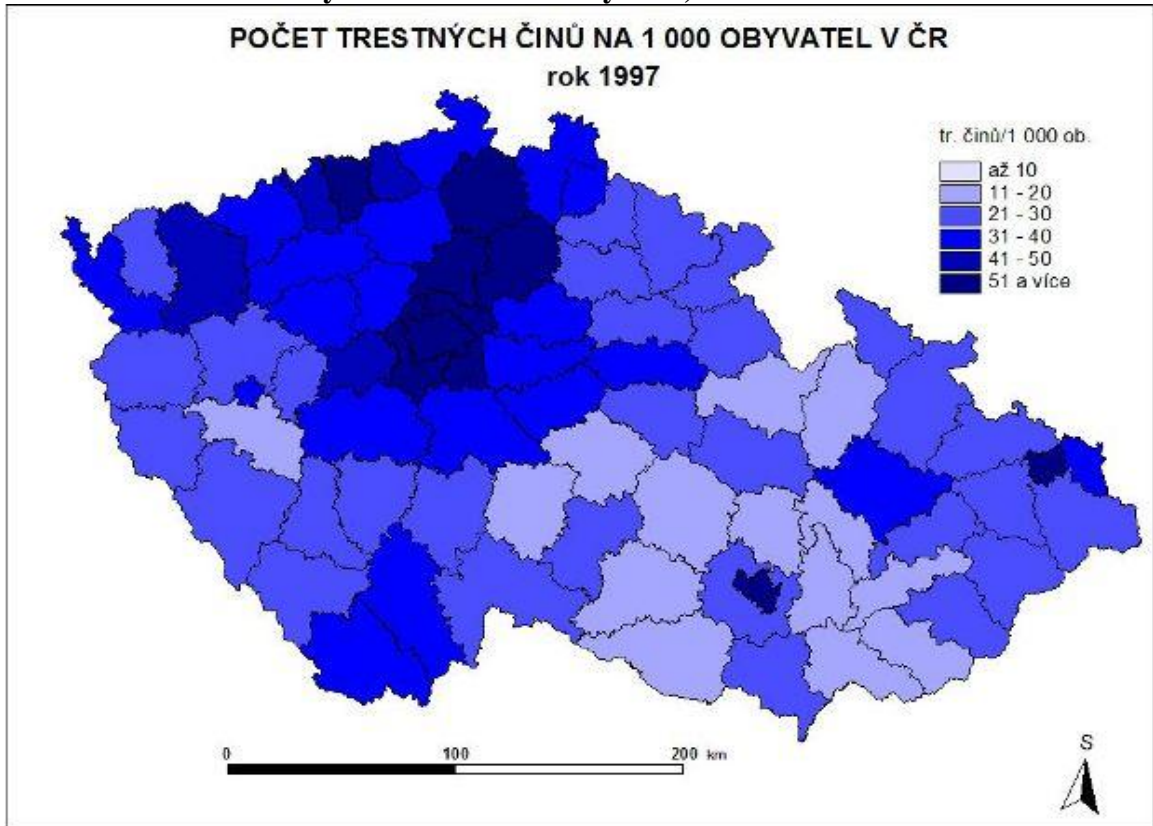 POČET TRESTNÝCH ČINŮ NA 1 000 OBYVATEL V ČR
rok 1997
tr. činů/1 000 ob.
až 10
11 - 20
21 - 30
31 - 40
41 - 50
51 a více
0 100 200 km
S